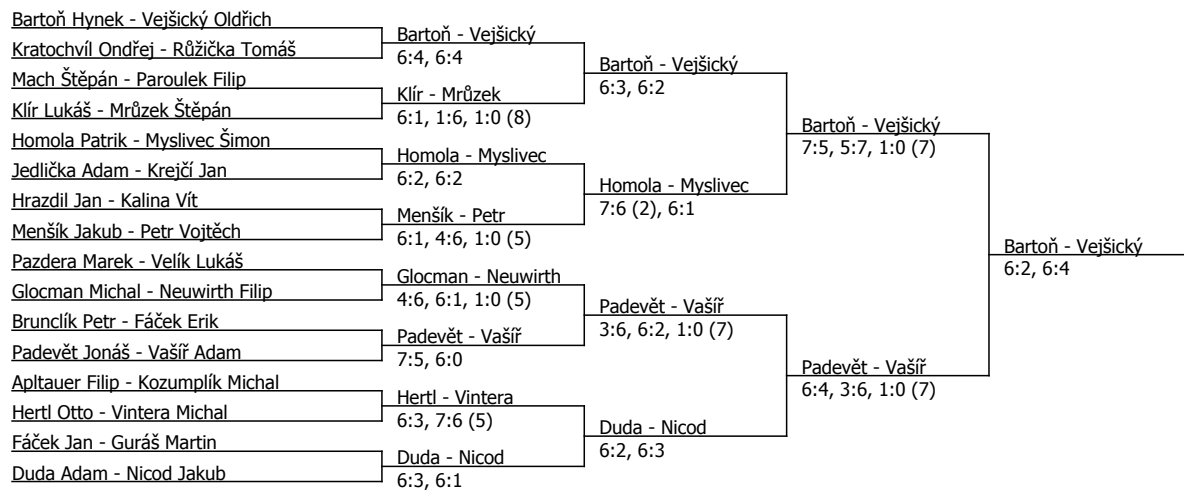 Bartoň Hynek - Vejšický Oldřich
Kratochvíl Ondřej - Růžička Tomáš
Mach Štěpán - Paroulek Filip
Klír Lukáš - Mrůzek Štěpán
Homola Patrik - Myslivec Šimon
Jedlička Adam - Krejčí Jan
Hrazdil Jan - Kalina Vít
Menšík Jakub - Petr Vojtěch
Pazdera Marek - Velík Lukáš
Glocman Michal - Neuwirth Filip
Brunclík Petr - Fáček Erik
Padevět Jonáš - Vašíř Adam
Apltauer Filip - Kozumplík Michal
Hertl Otto - Vintera Michal
Fáček Jan - Guráš Martin
Duda Adam - Nicod Jakub
Bartoň - Vejšický
6:4, 6:4
Klír - Mrůzek
6:1, 1:6, 1:0 (8)
Homola - Myslivec
6:2, 6:2
Menšík - Petr
6:1, 4:6, 1:0 (5)
Glocman - Neuwirth
4:6, 6:1, 1:0 (5)
Padevět - Vašíř
7:5, 6:0
Hertl - Vintera
6:3, 7:6 (5)
Duda - Nicod
6:3, 6:1
Bartoň - Vejšický
6:3, 6:2
Homola - Myslivec
7:6 (2), 6:1
Padevět - Vašíř
3:6, 6:2, 1:0 (7)
Duda - Nicod
6:2, 6:3
Bartoň - Vejšický
7:5, 5:7, 1:0 (7)
Padevět - Vašíř
6:4, 3:6, 1:0 (7)
Bartoň - Vejšický
6:2, 6:4